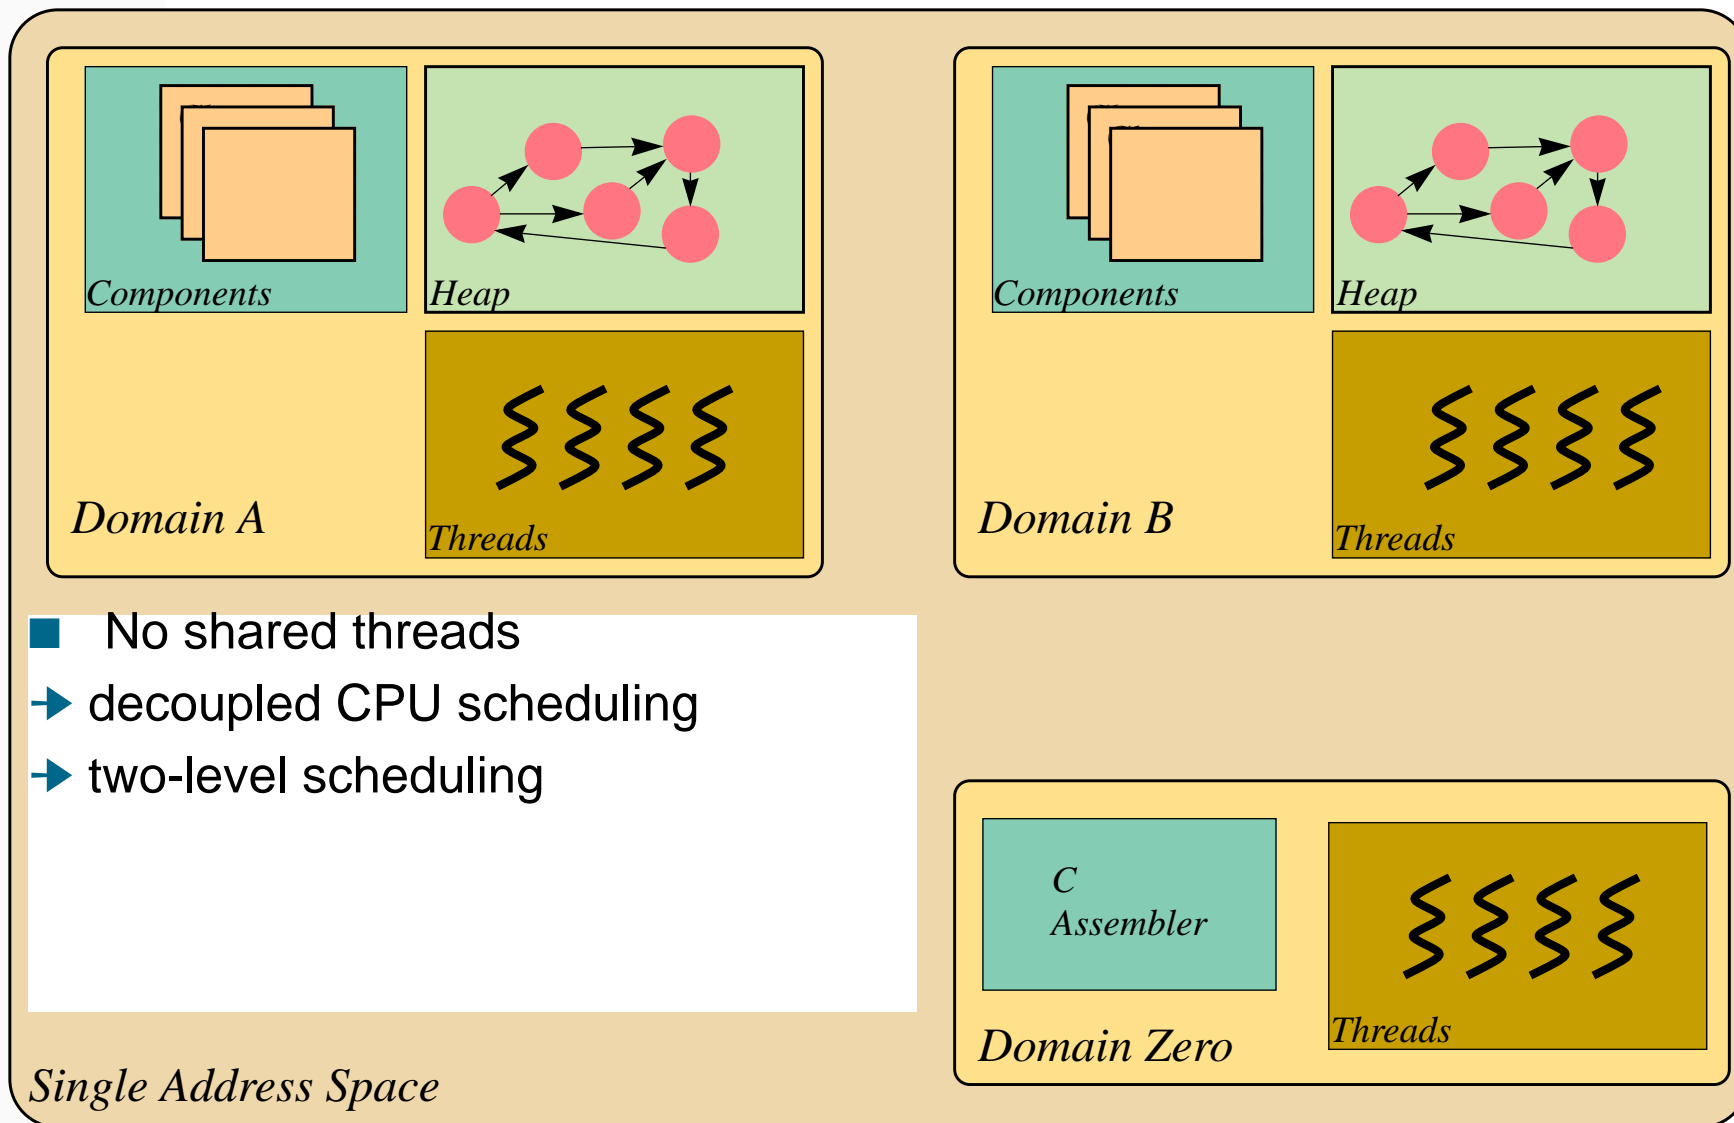 Components
Heap
Threads
Domain A
Components
Heap
Threads
Domain B
No shared threads
decoupled CPU scheduling
two-level scheduling
C
Assembler
Threads
Domain Zero
Single Address Space